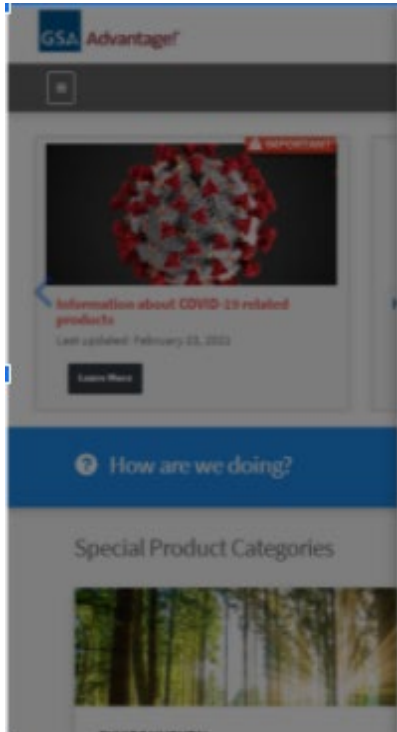 GSA Advantage!
IMPORTANT
Information about COVID-19 related
products
Last updated: February 23, 2022
Learn More
How are we doing?
Special Product Categories